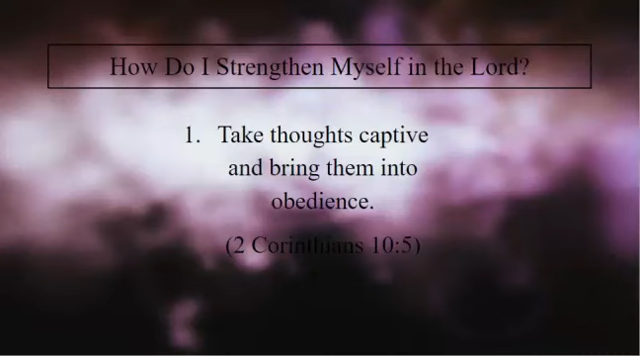 How Do I Strengthen Myself in the Lord?
1. Take thoughts captive
and bring them into
obedience.
(2 Corinthians 10:5)